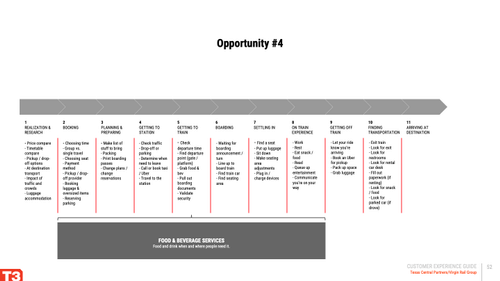 Opportunity #4
1
REALIZATION &
RESEARCH
- Price compare
- Timetable
compare
- Pickup / drop-
off options
- At destination
transport
- Impact of
traffic and
crowds
- Luggage
accommodation
2
BOOKING
- Choosing time
- Group vs.
single travel
- Choosing seat
- Payment
method
- Pickup / drop-
off provider
- Booking
luggage &
oversized items
- Reserving
parking
3
PLANNING &
PREPARING
- Make list of
stuff to bring
- Packing
- Print boarding
passes
- Change plans /
change
reservations
4
GETTING TO
STATION
- Check traffic
- Drop-off or
parking
- Determine when
need to leave
- Call or book taxi
/ Uber
- Travel to the
station
5
GETTING TO
TRAIN
- Check
departure time
- Find departure
point (gate /
platform)
- Grab food &
bev
- Pull out
boarding
documents
- Validate
security
6
BOARDING
- Waiting for
boarding
announcement /
turn
- Line up to
board train
- Find train car
- Find seating
area
7
SETTLING IN
- Find a seat
- Put up luggage
- Sit down
- Make seating
area
adjustments
- Plug in /
charge devices
8
ON TRAIN
EXPERIENCE
- Work
- Rest
- Eat snack /
food
- Read
- Queue up
entertainment
- Communicate
you're on your
way
9
GETTING OFF
TRAIN
- Let your ride
know you're
arriving
- Book an Uber
for pickup
- Pack up space
- Grab luggage
10
FINDING
TRANSPORTATION
- Exit train
- Look for exit
- Look for
restrooms
- Look for rental
car desk
- Fill out
paperwork (if
renting)
- Look for snack
/ food
- Look for
parked car (if
drove)
11
ARRIVING AT
DESTINATION
FOOD & BEVERAGE SERVICES
Food and drink when and where people need it.
T3
CUSTOMER EXPERIENCE GUIDE | 52
Texas Central Partners/Virgin Rail Group